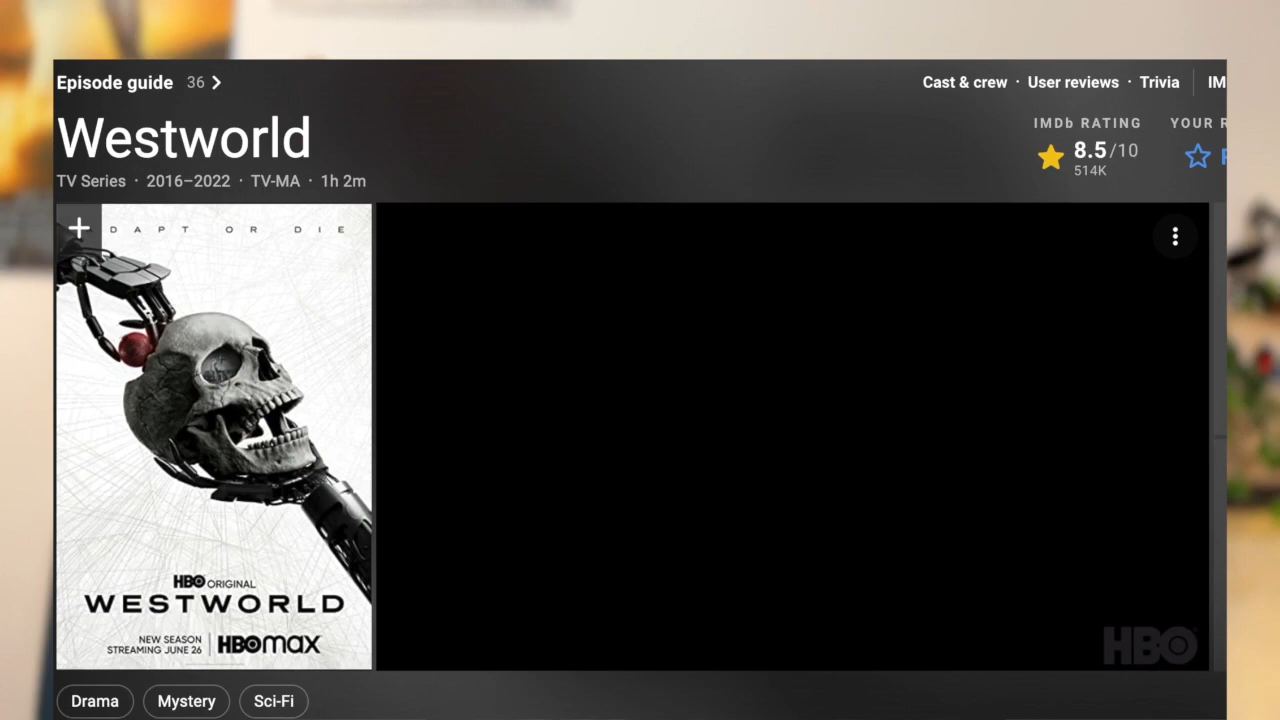 Episode guide 36
Cast & crew · User reviews · Trivia IM
Westworld
IMDb RATING
YOUR R
8.5/10
514K
TV Series · 2016–2022 · TV-MA · 1h 2m
DAPT OR DIE
HBO ORIGINAL
WESTWORLD
NEW SEASON
STREAMING JUNE 26
HBOMAX
HBO
Drama
Mystery
Sci-Fi